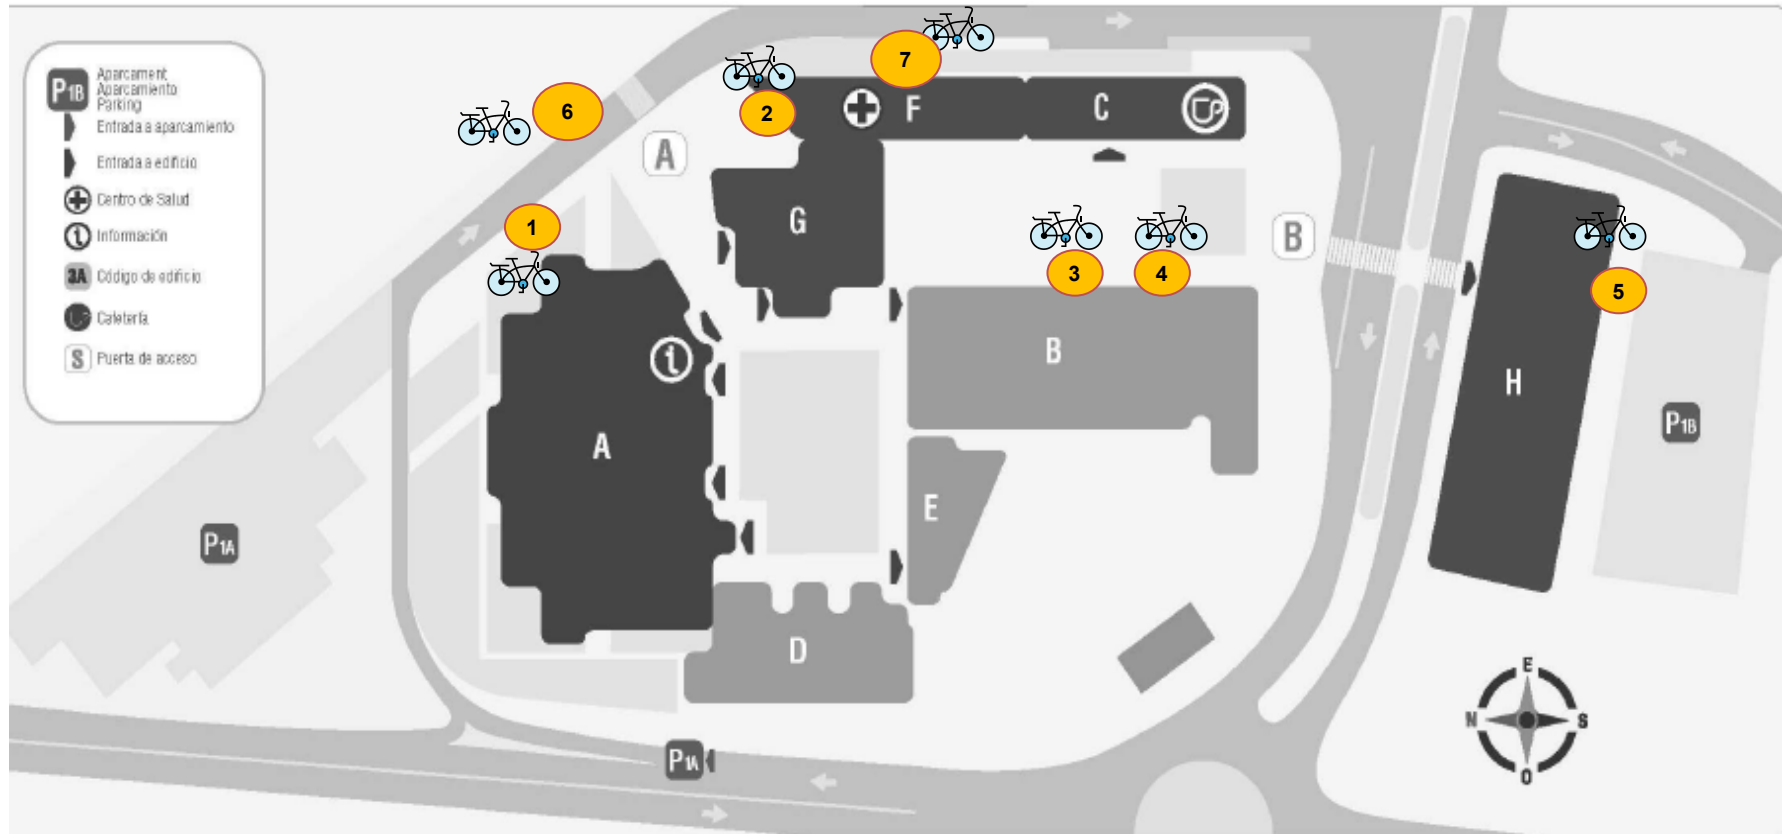 P1B
Aparcament
Aparcamiento
Parking
Entrada a aparcamiento
Entrada a edificio
Centro de Salud
i Información
3A Código de edificio
Cafetería
S Puerta de acceso
7
6
2
F
C
A
1
G
B
3
4
5
B
H
P1B
A
i
E
P1A
D
P1A
E
N
S
O